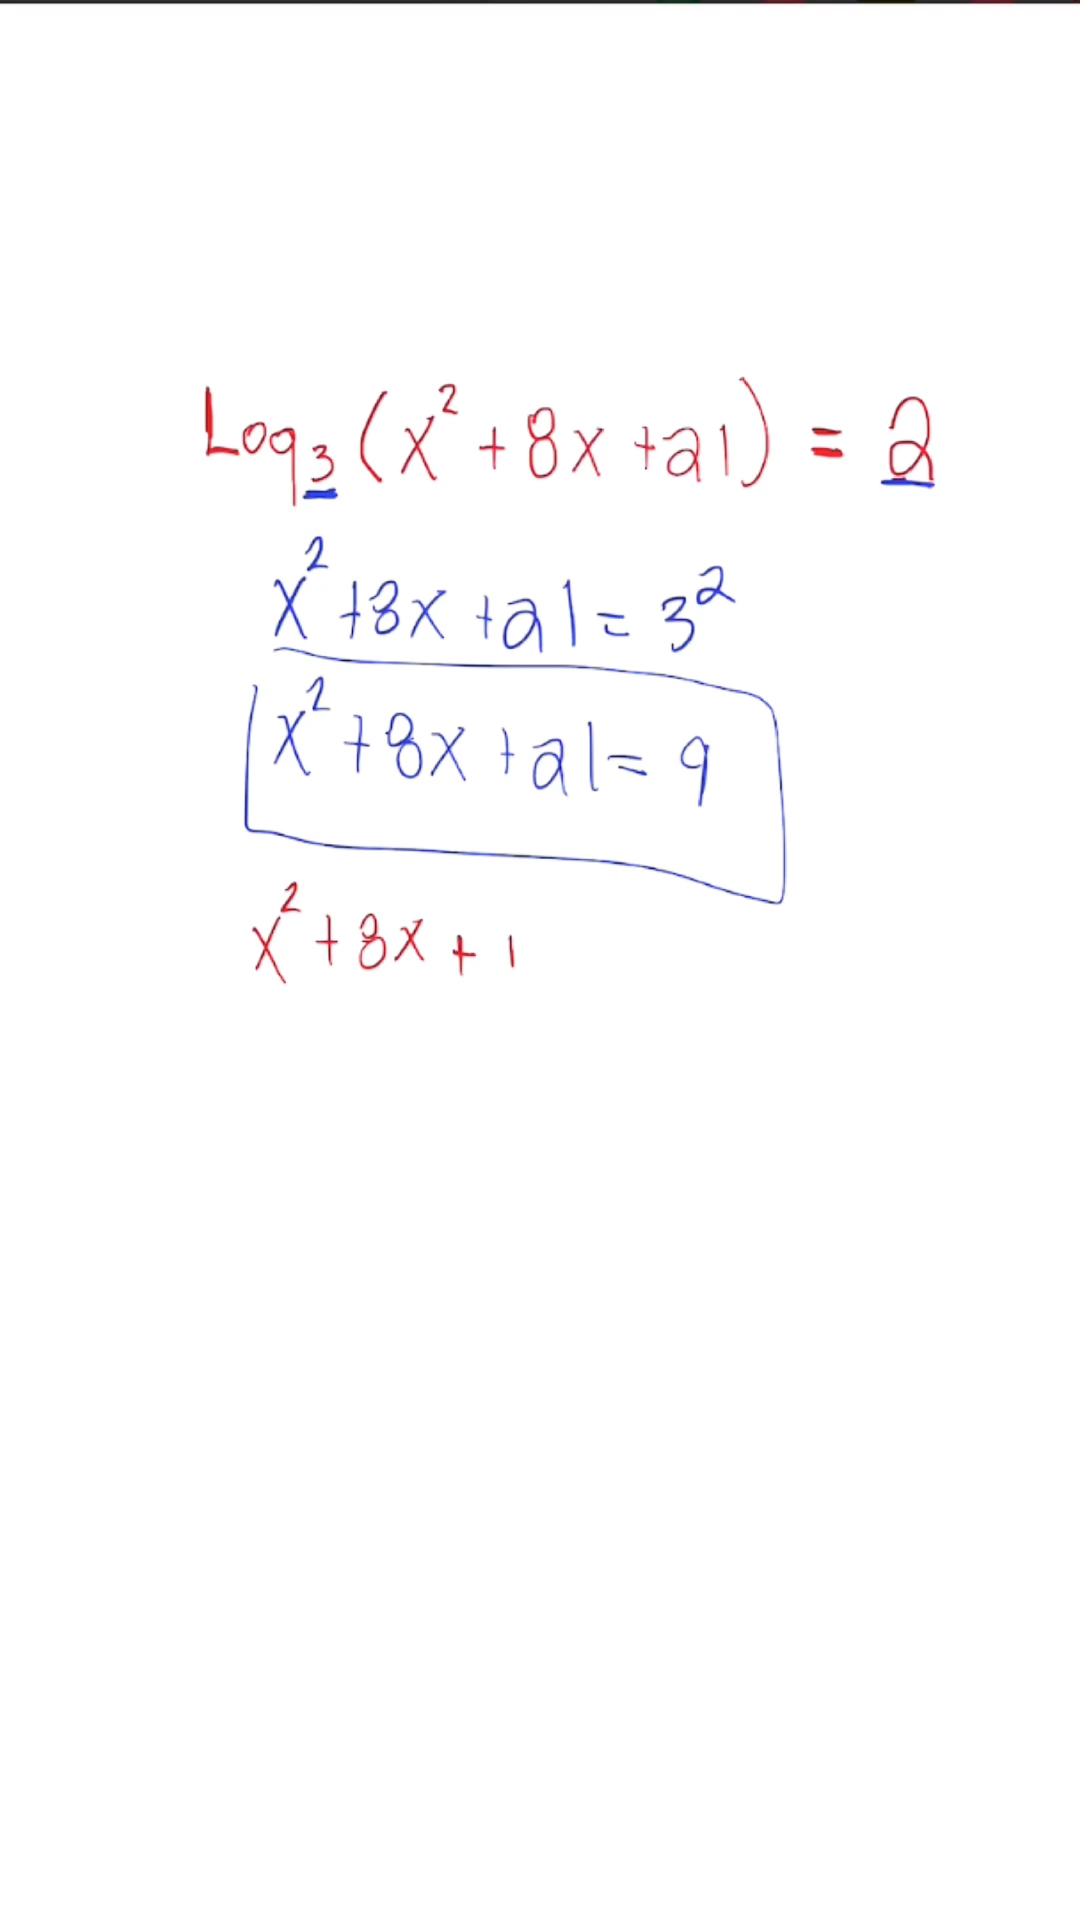 Log₃(x²+8x+21) = 2
x²+8x+21 = 3²
x²+8x+21 = 9
x²+8x+1